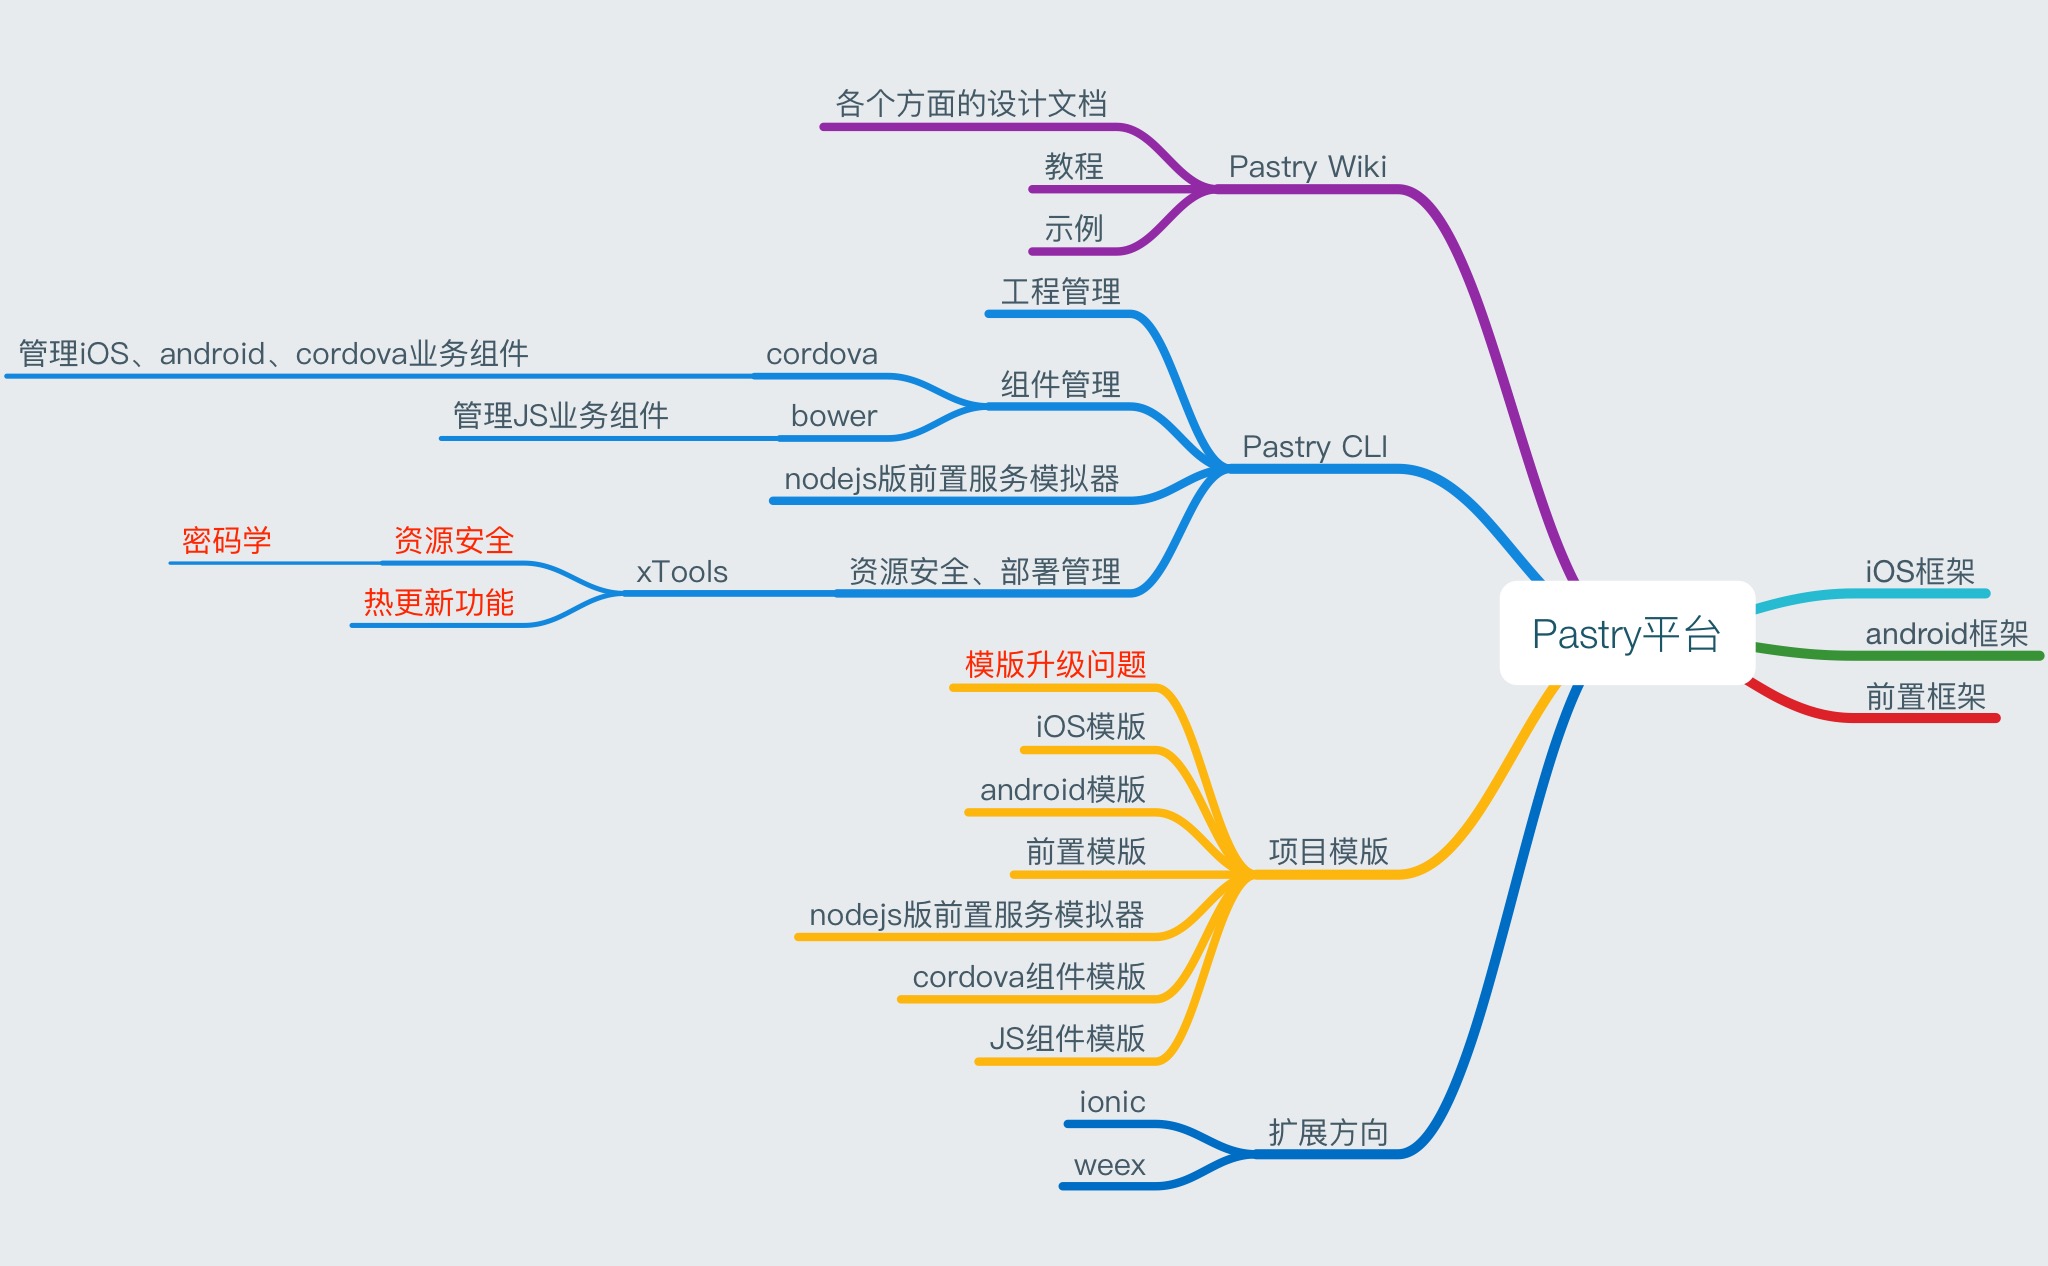 各个方面的设计文档
教程
Pastry Wiki
示例
工程管理
管理iOS、android、cordova业务组件
cordova
组件管理
管理JS业务组件
bower
Pastry CLI
nodejs版前置服务模拟器
密码学
资源安全
xTools
资源安全、部署管理
热更新功能
iOS框架
Pastry平台
android框架
前置框架
模版升级问题
iOS模版
android模版
前置模版
项目模版
nodejs版前置服务模拟器
cordova组件模版
JS组件模版
ionic
扩展方向
weex